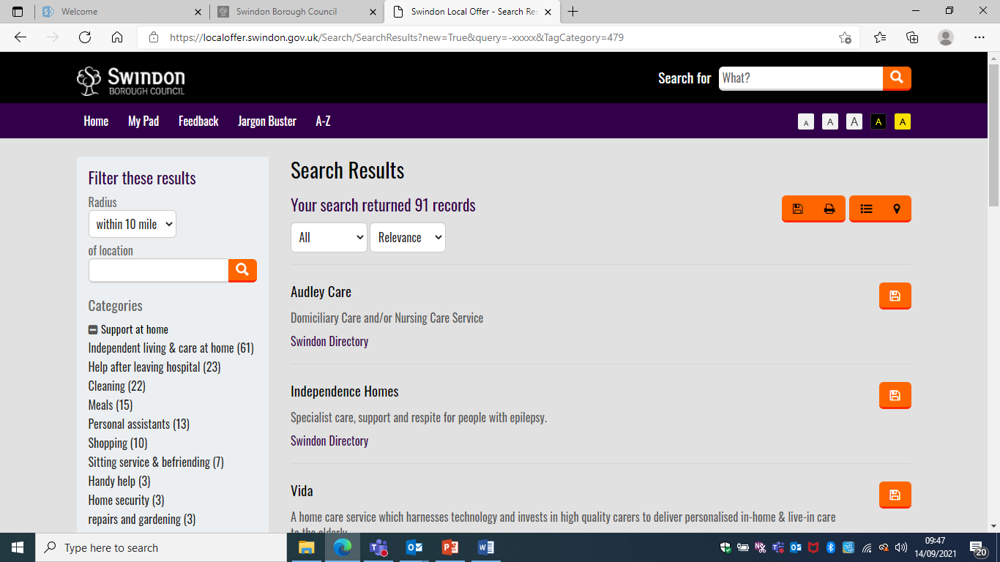 Welcome
Swindon Borough Council
Swindon Local Offer - Search Res
https://localoffer.swindon.gov.uk/Search/SearchResults?new=True&query=-xxxxx&TagCategory=479
Swindon
BOROUGH COUNCIL
Search for
What?
Home
My Pad
Feedback
Jargon Buster
A-Z
A
A
A
A
A
Filter these results
Radius
within 10 mile
of location
Categories
Support at home
Independent living & care at home (61)
Help after leaving hospital (23)
Cleaning (22)
Meals (15)
Personal assistants (13)
Shopping (10)
Sitting service & befriending (7)
Handy help (3)
Home security (3)
repairs and gardening (3)
Search Results
Your search returned 91 records
All
Relevance
Audley Care
Domiciliary Care and/or Nursing Care Service
Swindon Directory
Independence Homes
Specialist care, support and respite for people with epilepsy.
Swindon Directory
Vida
A home care service which harnesses technology and invests in high quality carers to deliver personalised in-home & live-in care
to the elderly
Type here to search
09:47
14/09/2021
20